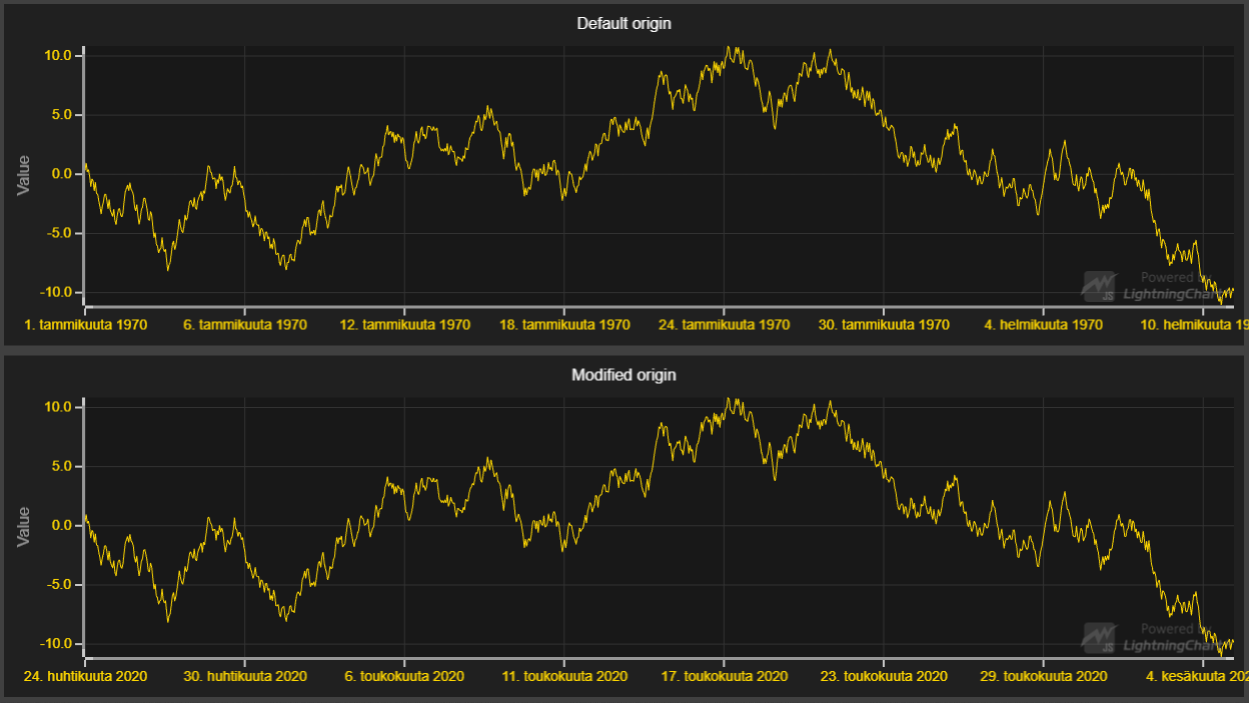 Default origin
10.0
5.0
0.0
-5.0
-10.0
Value
Powered by
LightningChart
JS
1. tammikuuta 1970 6. tammikuuta 1970 12. tammikuuta 1970 18. tammikuuta 1970 24. tammikuuta 1970 30. tammikuuta 1970 4. helmikuuta 1970 10. helmikuuta 19
Modified origin
10.0
5.0
0.0
-5.0
-10.0
Value
Powered by
LightningChart
JS
24. huhtikuuta 2020 30. huhtikuuta 2020 6. toukokuuta 2020 11. toukokuuta 2020 17. toukokuuta 2020 23. toukokuuta 2020 29. toukokuuta 2020 4. kesäkuuta 202